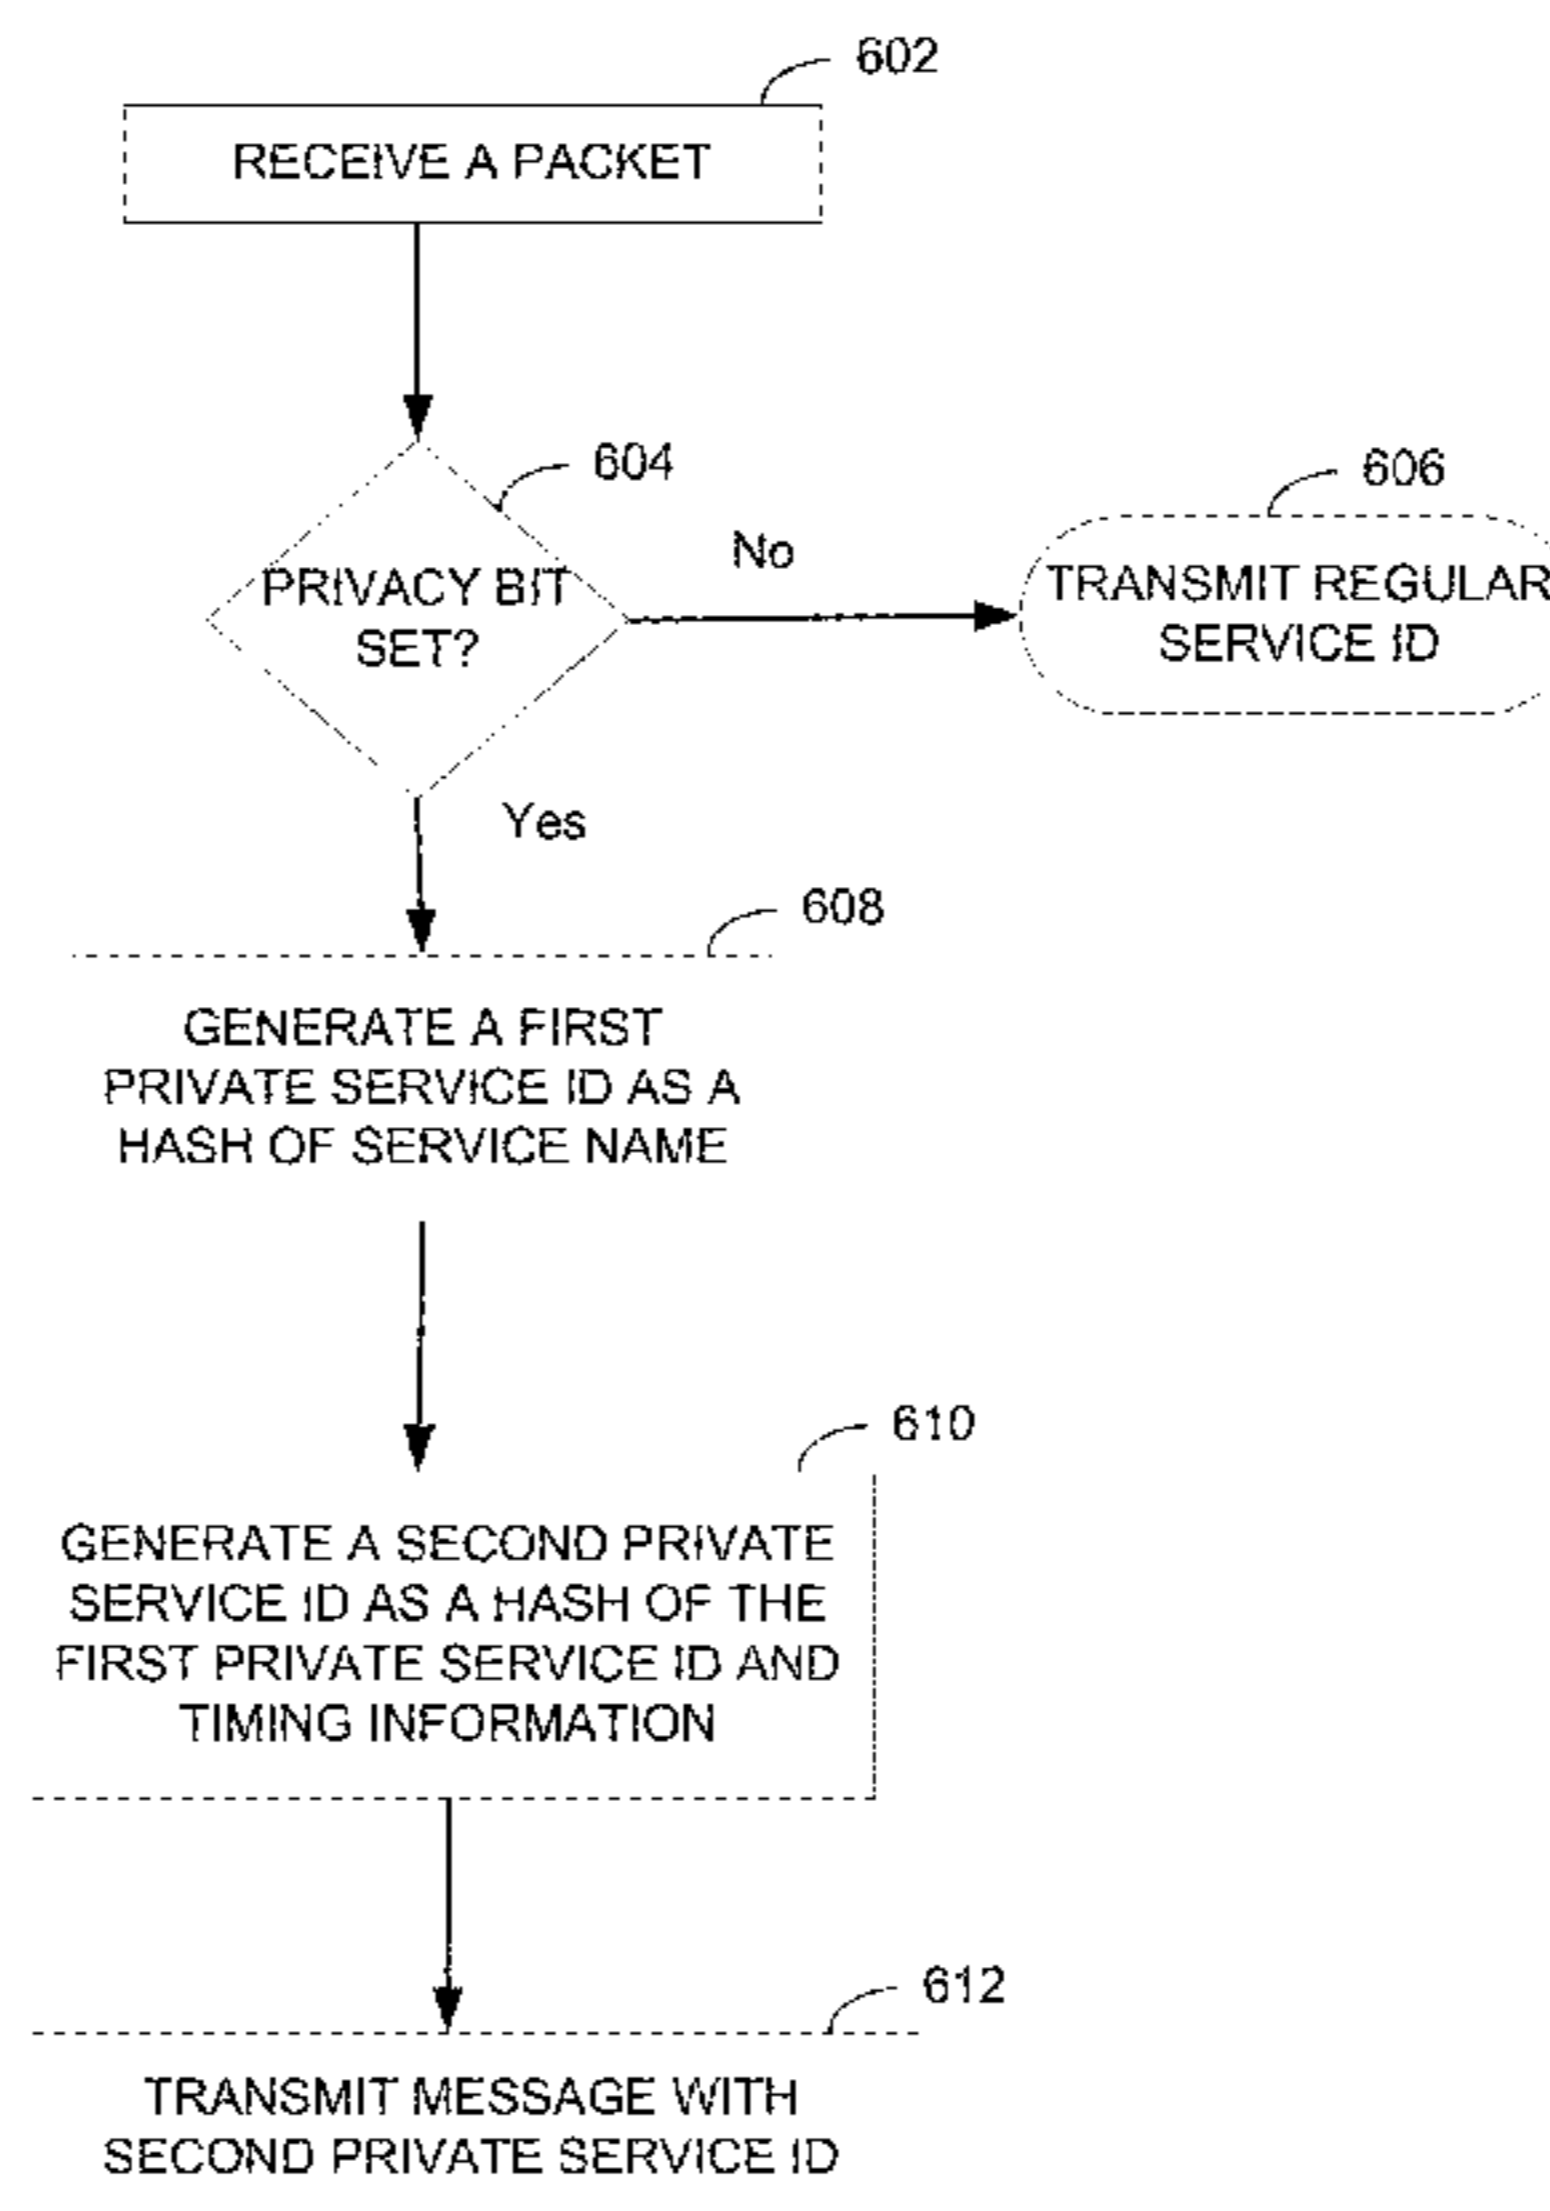 602
RECEIVE A PACKET
604
PRIVACY BIT
SET?
No
606
TRANSMIT REGULAR
SERVICE ID
Yes
608
GENERATE A FIRST
PRIVATE SERVICE ID AS A
HASH OF SERVICE NAME
610
GENERATE A SECOND PRIVATE
SERVICE ID AS A HASH OF THE
FIRST PRIVATE SERVICE ID AND
TIMING INFORMATION
612
TRANSMIT MESSAGE WITH
SECOND PRIVATE SERVICE ID